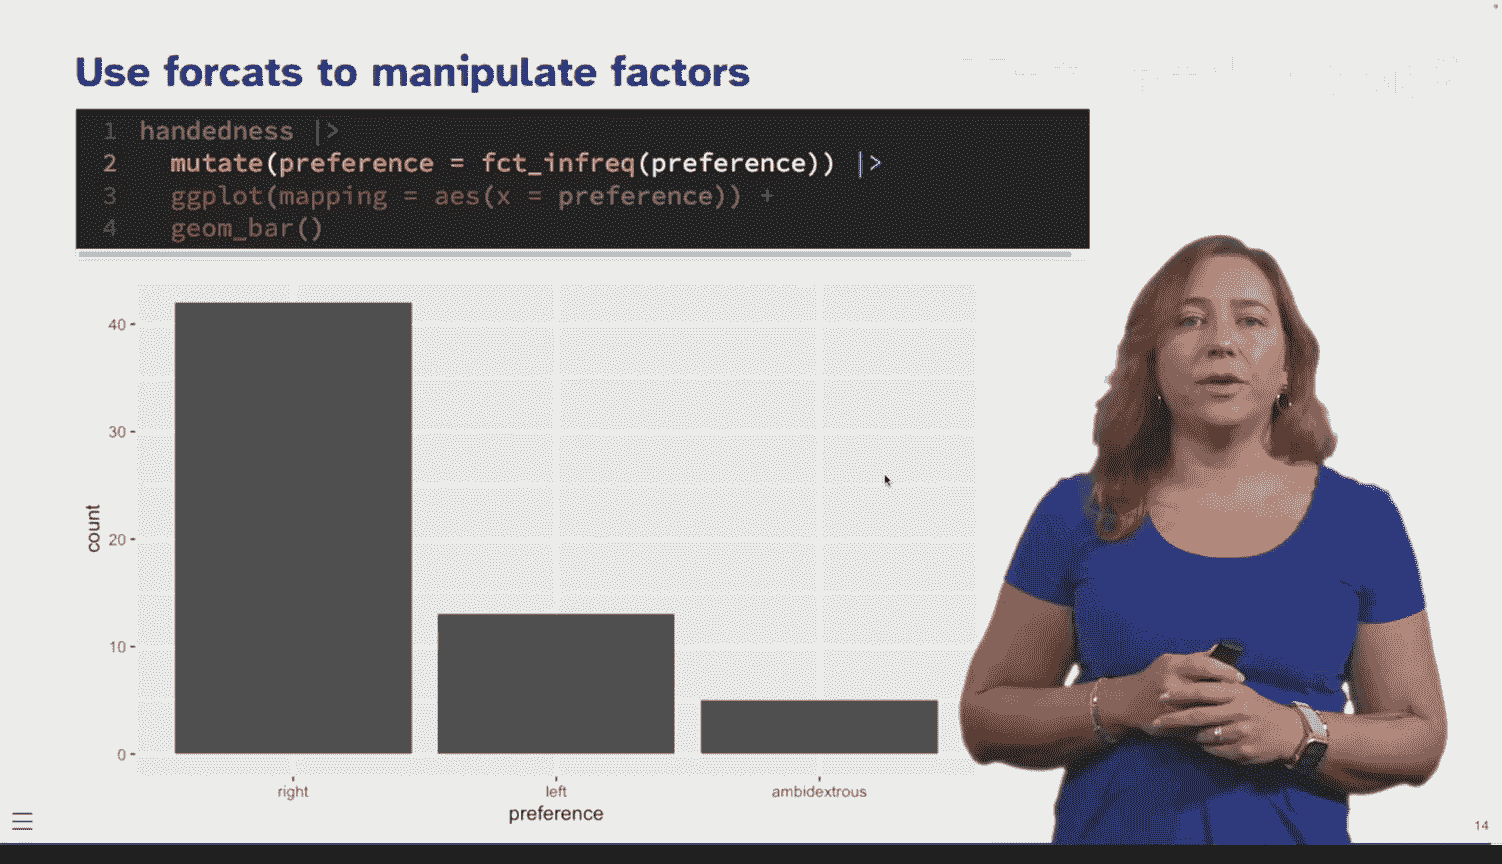 Use forcats to manipulate factors
1 handedness |>
2 mutate(preference = fct_infreq(preference)) |>
3 ggplot(mapping = aes(x = preference)) +
4 geom_bar()
40
30
20
10
0
count
right left ambidextrous
preference
14